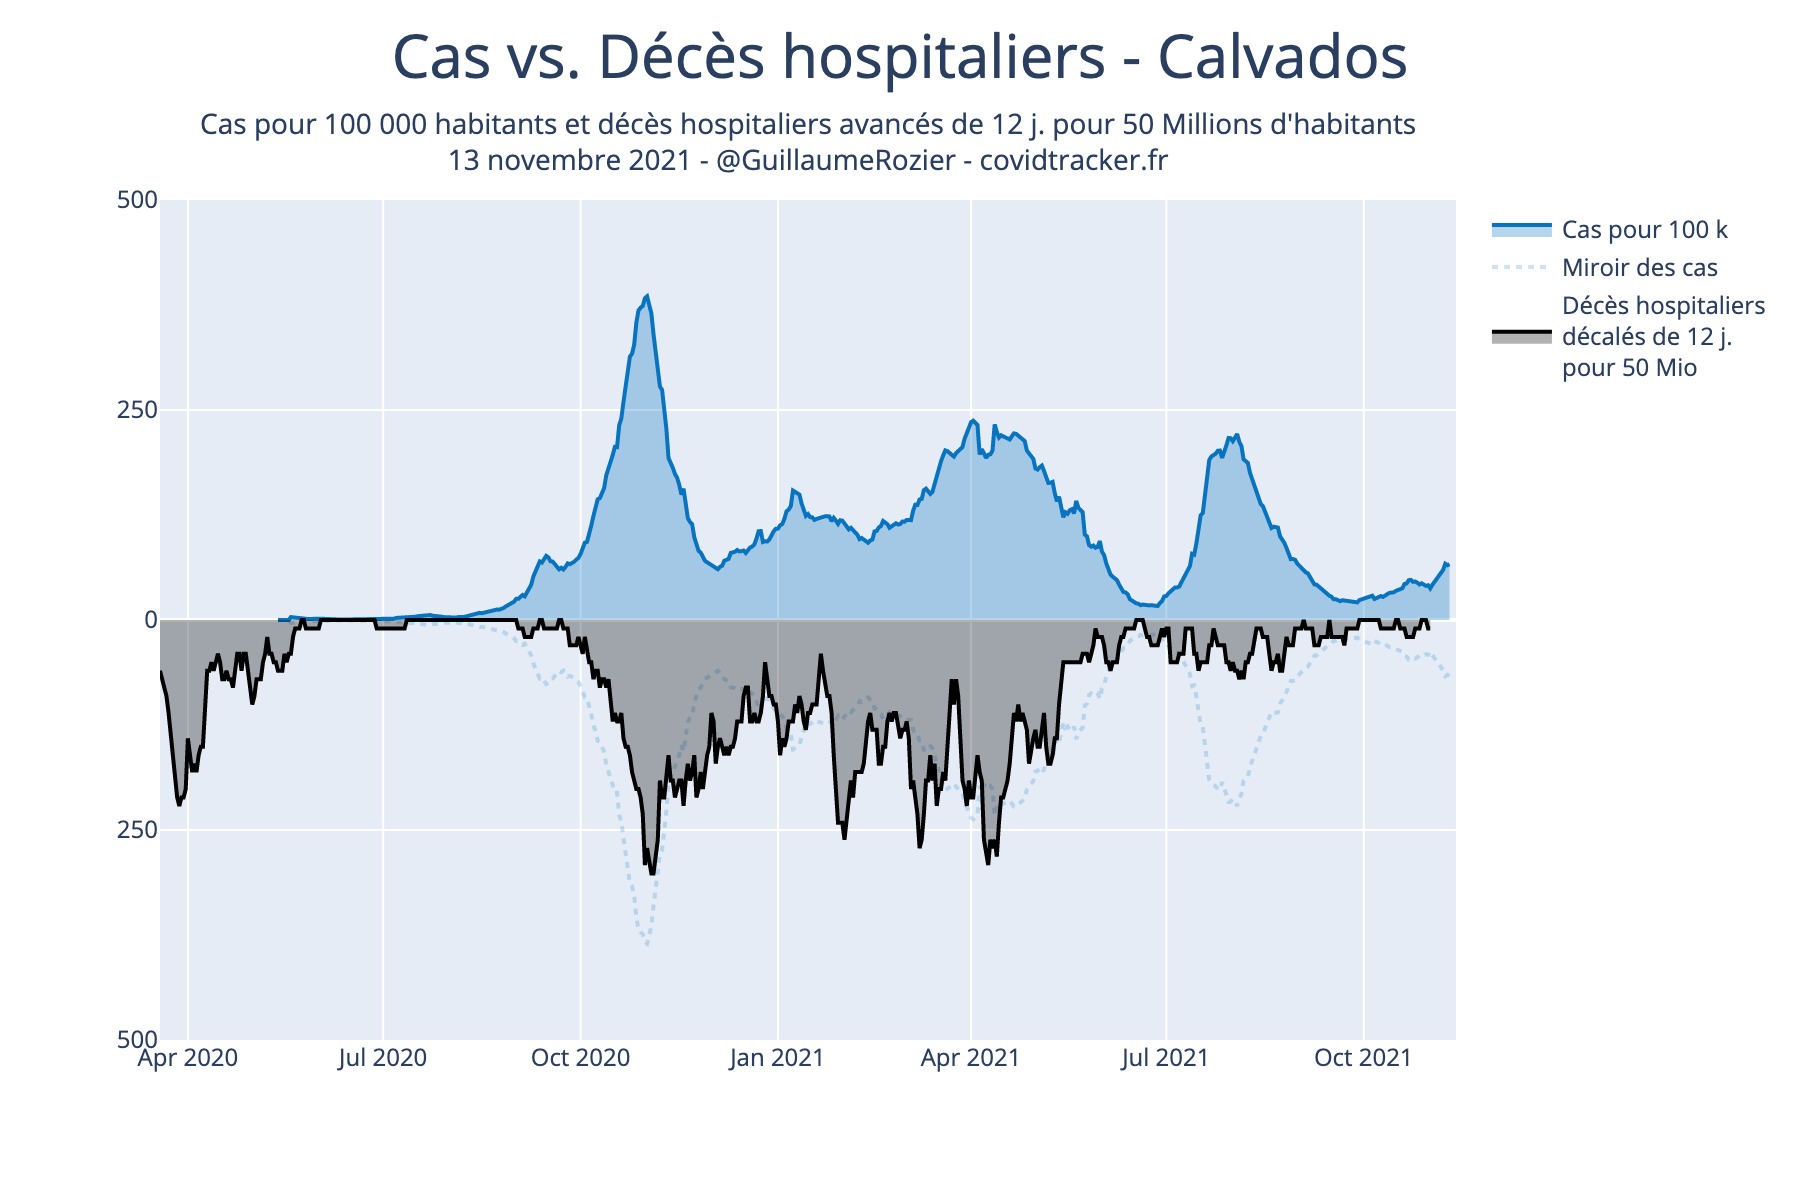 Cas vs. Décès hospitaliers - Calvados
Cas pour 100 000 habitants et décès hospitaliers avancés de 12 j. pour 50 Millions d'habitants
13 novembre 2021 - @GuillaumeRozier - covidtracker.fr
500
250
0
250
500
Apr 2020
Jul 2020
Oct 2020
Jan 2021
Apr 2021
Jul 2021
Oct 2021
Cas pour 100 k
Miroir des cas
Décès hospitaliers
décalés de 12 j.
pour 50 Mio